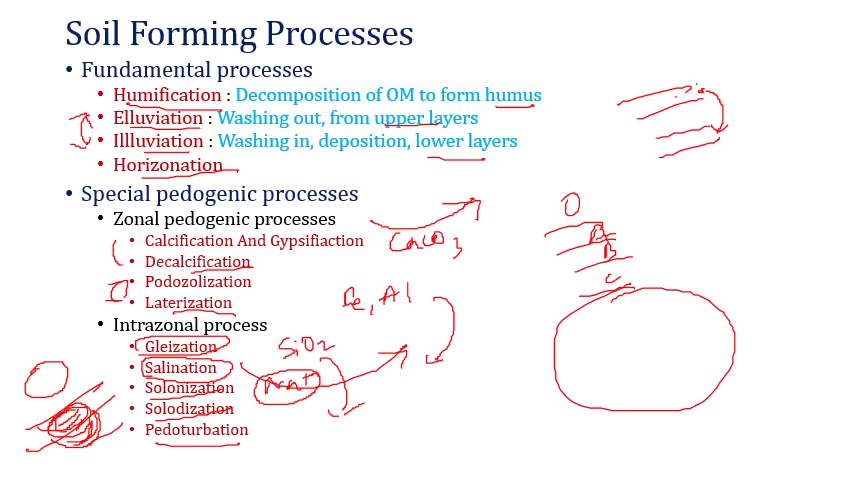 Soil Forming Processes
• Fundamental processes
• Humification : Decomposition of OM to form humus
• Elluviation : Washing out, from upper layers
• Illluviation : Washing in, deposition, lower layers
• Horizonation
• Special pedogenic processes
O
• Zonal pedogenic processes
• Calcification And Gypsifiaction
CaCO3
B
• Decalcification
• Podozolization
C
• Laterization
Fe, Al
• Intrazonal process
• Gleization
SiO2
• Salination
• Solonization
• Solodization
• Pedoturbation